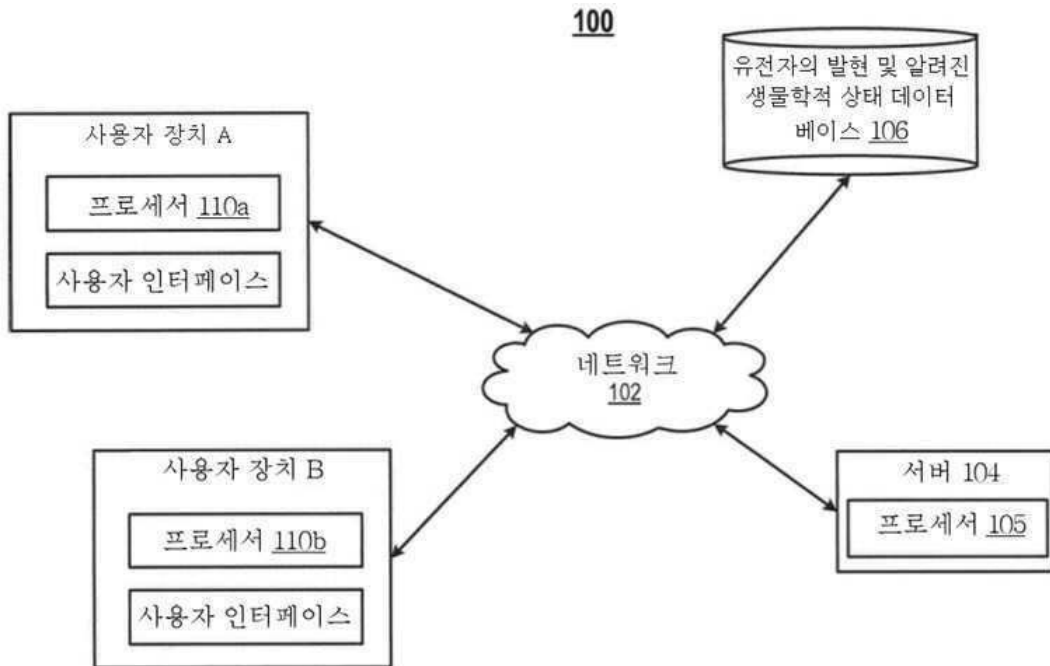 100
유전자의 발현 및 알려진
생물학적 상태 데이터
베이스 106
사용자 장치 A
프로세서 110a
사용자 인터페이스
네트워크
102
사용자 장치 B
프로세서 110b
사용자 인터페이스
서버 104
프로세서 105